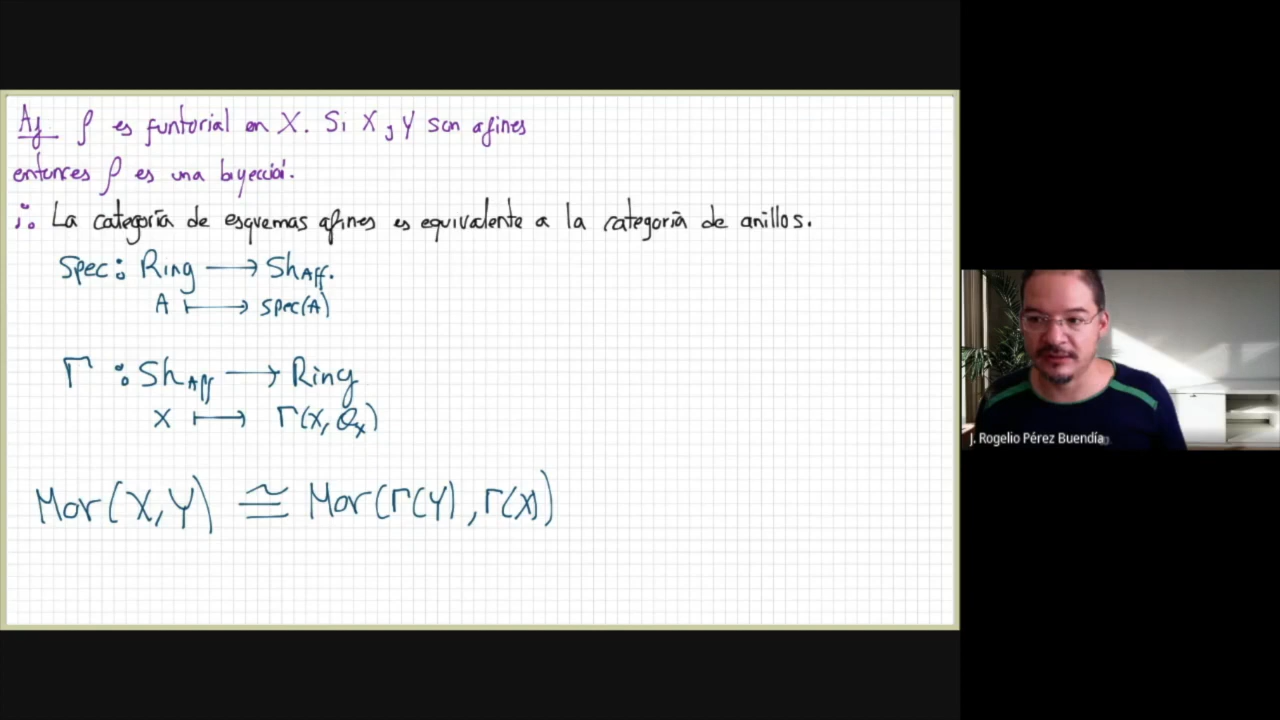 Af ρ es funtorial en X. Si X, Y son afines
entonces ρ es una biyección.
∴ La categoría de esquemas afines es equivalente a la categoría de anillos.
Spec: Ring → Sh_Aff.
A ↦ spec(A)
Γ : Sh_Aff → Ring
X ↦ Γ(X, O_X)
Mor(X,Y) ≅ Mor(Γ(Y), Γ(X))
J. Rogelio Pérez Buendía